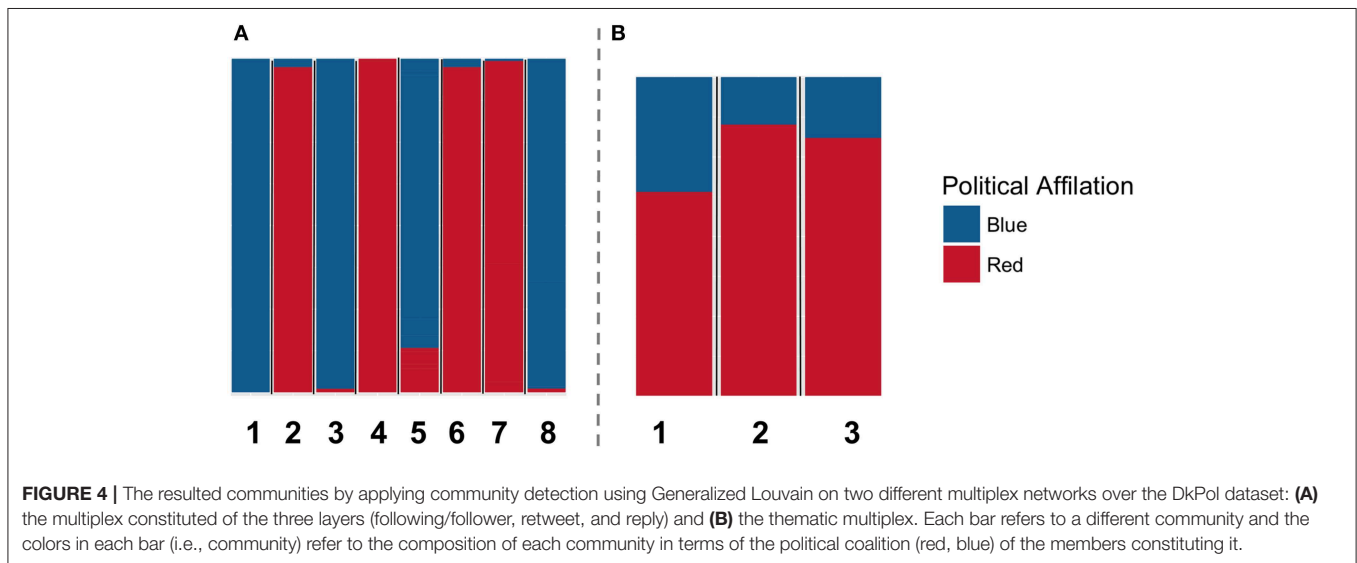 A
B
1 2 3 4 5 6 7 8
1 2 3
Political Affilation
Blue
Red
FIGURE 4 | The resulted communities by applying community detection using Generalized Louvain on two different multiplex networks over the DkPol dataset: (A)
the multiplex constituted of the three layers (following/follower, retweet, and reply) and (B) the thematic multiplex. Each bar refers to a different community and the
colors in each bar (i.e., community) refer to the composition of each community in terms of the political coalition (red, blue) of the members constituting it.